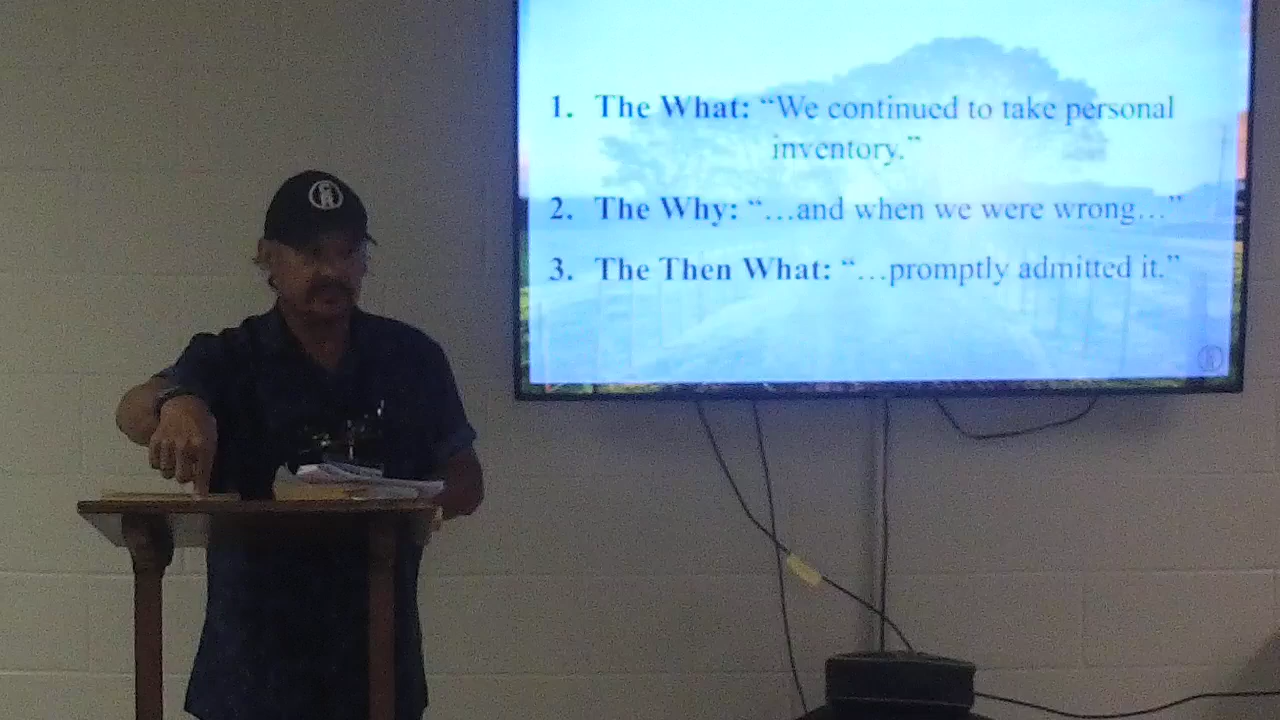 1. The What: “We continued to take personal
inventory.”
2. The Why: “…and when we were wrong…”
3. The Then What: “…promptly admitted it.”